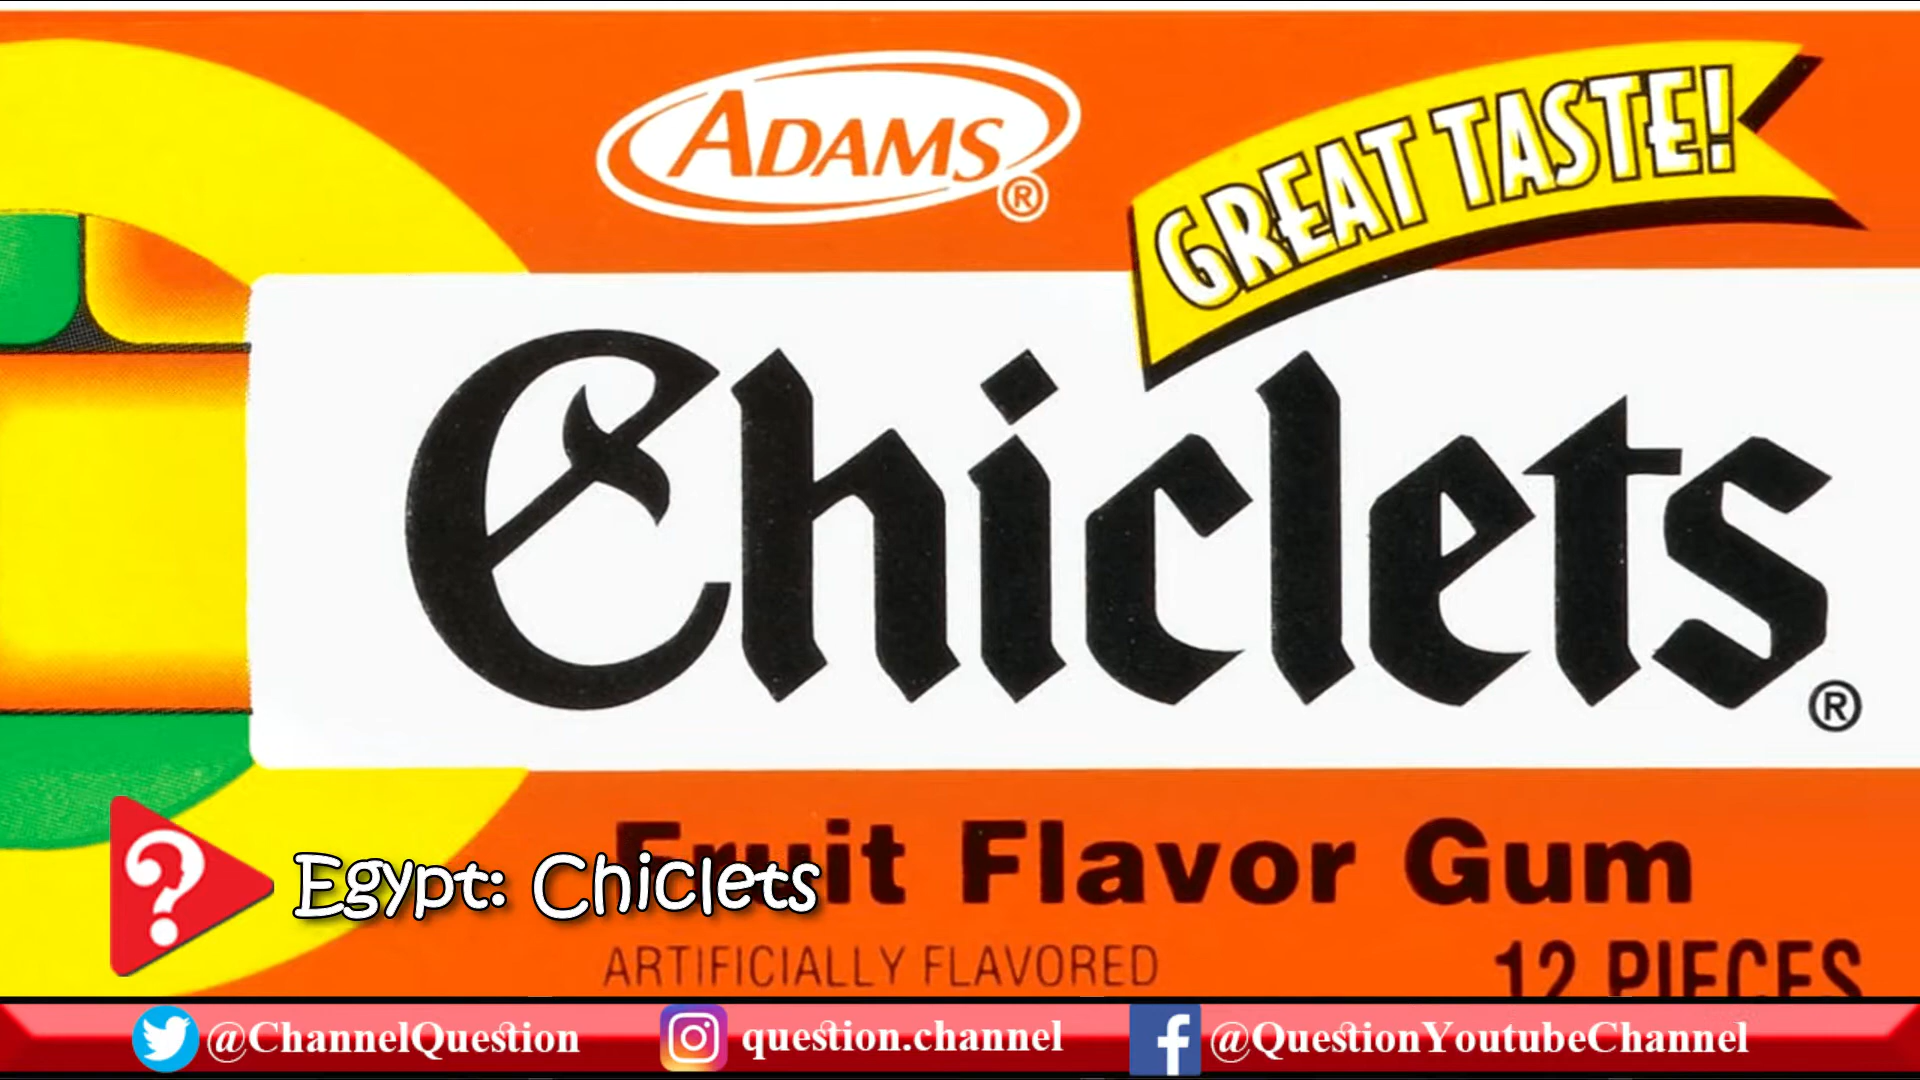 ADAMS®
GREAT TASTE!
Chiclets®
Fruit Flavor Gum
Egypt: Chiclets
ARTIFICIALLY FLAVORED
12 PIECES
?
@ChannelQuestion
question.channel
@QuestionYoutubeChannel